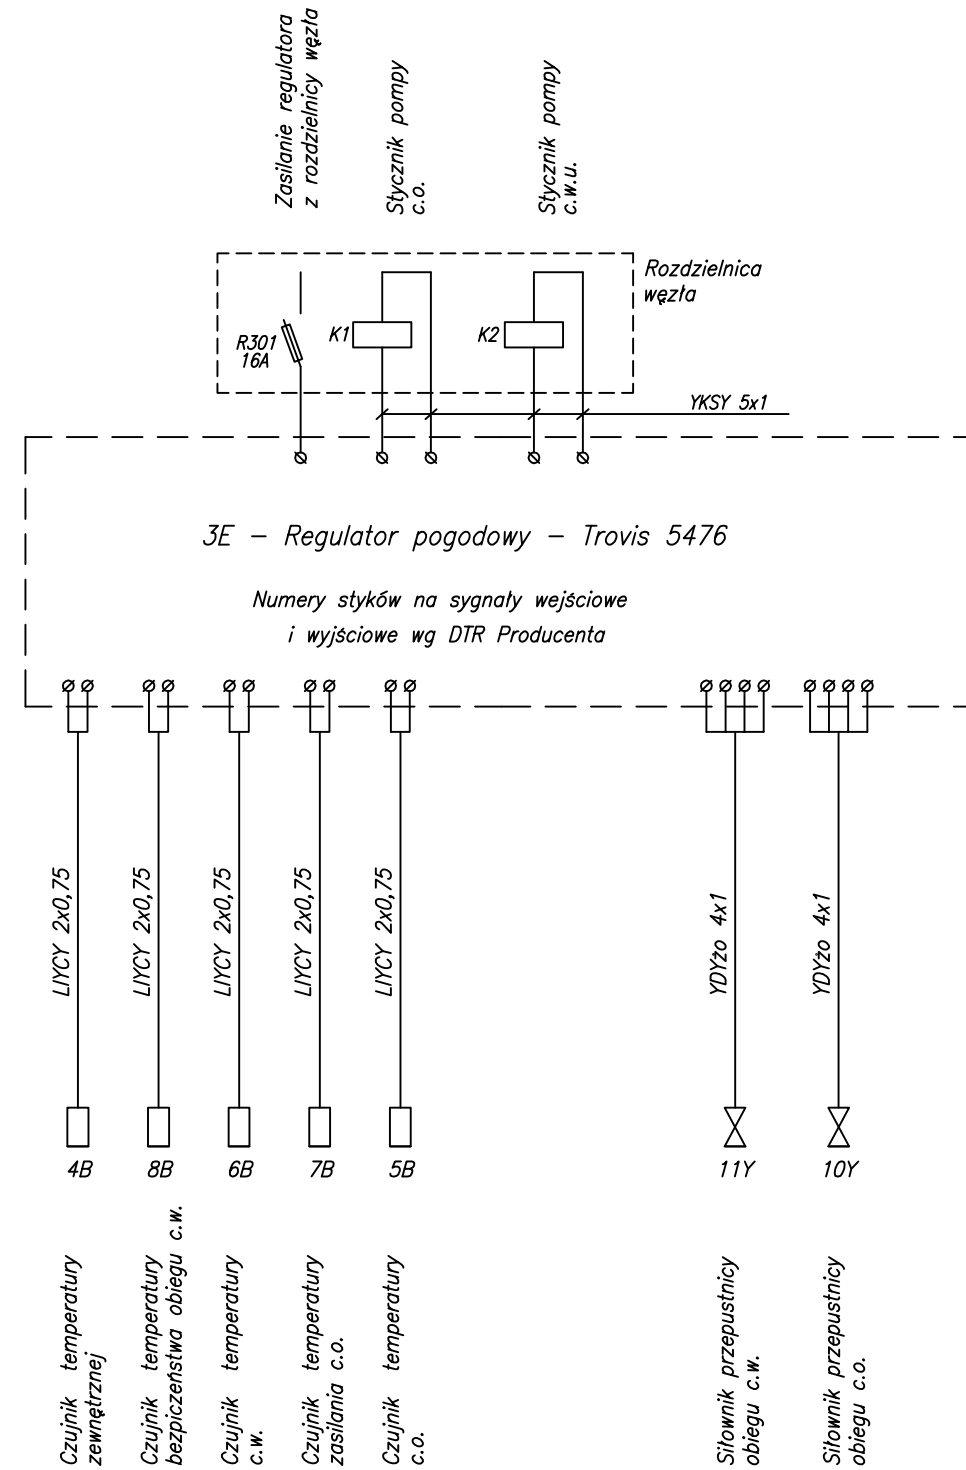 Zasilanie regulatora
z rozdzielnicy węzła
Stycznik pompy
c.o.
Stycznik pompy
c.w.u.
Rozdzielnica
węzła
R301
16A
K1
K2
YKSY 5x1
3E – Regulator pogodowy – Trovis 5476
Numery styków na sygnały wejściowe
i wyjściowe wg DTR Producenta
LIYCY 2x0,75
LIYCY 2x0,75
LIYCY 2x0,75
LIYCY 2x0,75
LIYCY 2x0,75
YDYżo 4x1
YDYżo 4x1
4B
8B
6B
7B
5B
11Y
10Y
Czujnik temperatury
zewnętrznej
Czujnik temperatury
bezpiczeństwa obiegu c.w.
Czujnik temperatury
c.w.
Czujnik temperatury
zasilania c.o.
Czujnik temperatury
c.o.
Siłownik przepustnicy
obiegu c.w.
Siłownik przepustnicy
obiegu c.o.